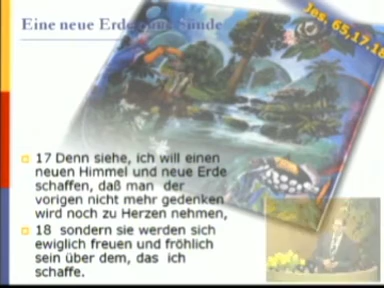 Eine neue Erde ohne Sünde
Jes, 65,17.18
17 Denn siehe, ich will einen
neuen Himmel und neue Erde
schaffen, daß man der
vorigen nicht mehr gedenken
wird noch zu Herzen nehmen,
18 sondern sie werden sich
ewiglich freuen und fröhlich
sein über dem, das ich
schaffe.